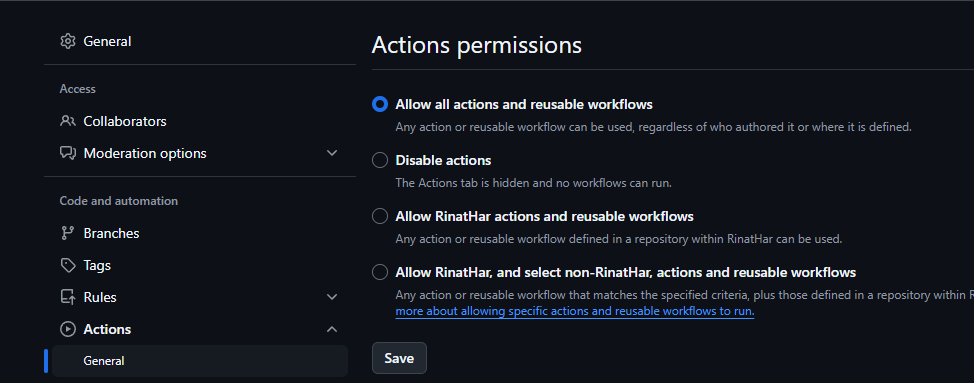 General
Access
Collaborators
Moderation options
Code and automation
Branches
Tags
Rules
Actions
General
Actions permissions
Allow all actions and reusable workflows
Any action or reusable workflow can be used, regardless of who authored it or where it is defined.
Disable actions
The Actions tab is hidden and no workflows can run.
Allow RinatHar actions and reusable workflows
Any action or reusable workflow defined in a repository within RinatHar can be used.
Allow RinatHar, and select non-RinatHar, actions and reusable workflows
Any action or reusable workflow that matches the specified criteria, plus those defined in a repository within
more about allowing specific actions and reusable workflows to run.
Save